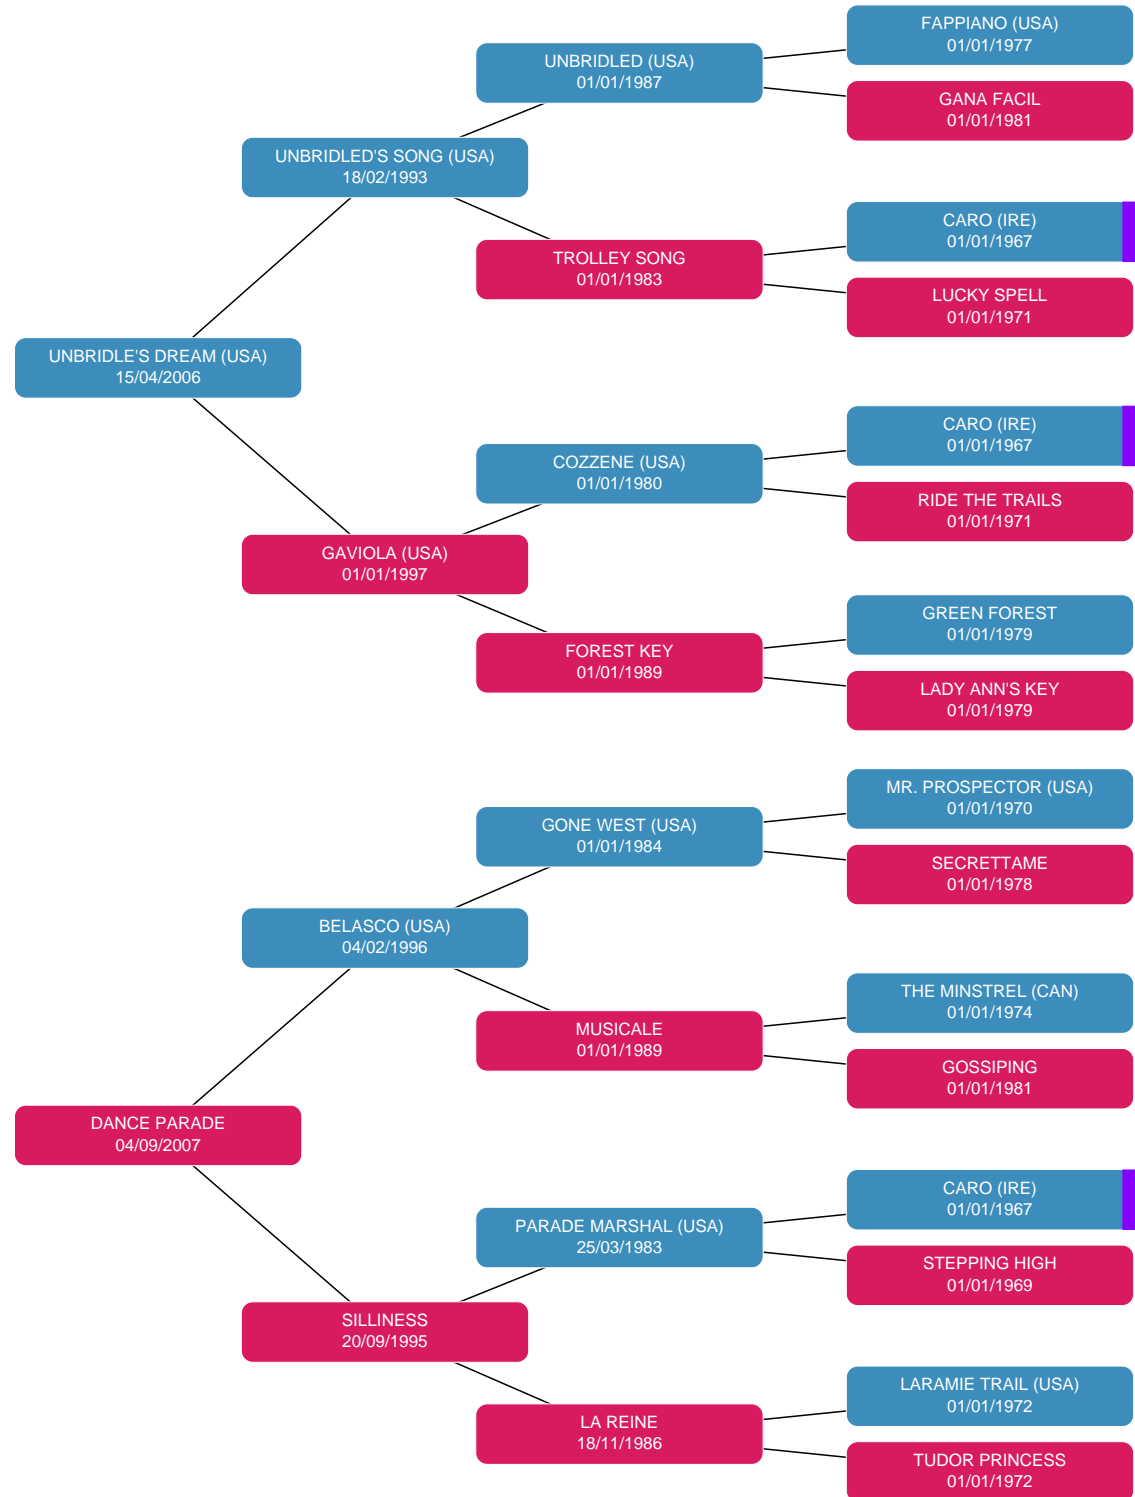 FAPPIANO (USA)
01/01/1977
UNBRIDLED (USA)
01/01/1987
GANA FACIL
01/01/1981
UNBRIDLED'S SONG (USA)
18/02/1993
CARO (IRE)
01/01/1967
TROLLEY SONG
01/01/1983
LUCKY SPELL
01/01/1971
UNBRIDLE'S DREAM (USA)
15/04/2006
CARO (IRE)
01/01/1967
COZZENE (USA)
01/01/1980
RIDE THE TRAILS
01/01/1971
GAVIOLA (USA)
01/01/1997
GREEN FOREST
01/01/1979
FOREST KEY
01/01/1989
LADY ANN'S KEY
01/01/1979
MR. PROSPECTOR (USA)
01/01/1970
GONE WEST (USA)
01/01/1984
SECRETTAME
01/01/1978
BELASCO (USA)
04/02/1996
THE MINSTREL (CAN)
01/01/1974
MUSICALE
01/01/1989
GOSSIPING
01/01/1981
DANCE PARADE
04/09/2007
CARO (IRE)
01/01/1967
PARADE MARSHAL (USA)
25/03/1983
STEPPING HIGH
01/01/1969
SILLINESS
20/09/1995
LARAMIE TRAIL (USA)
01/01/1972
LA REINE
18/11/1986
TUDOR PRINCESS
01/01/1972